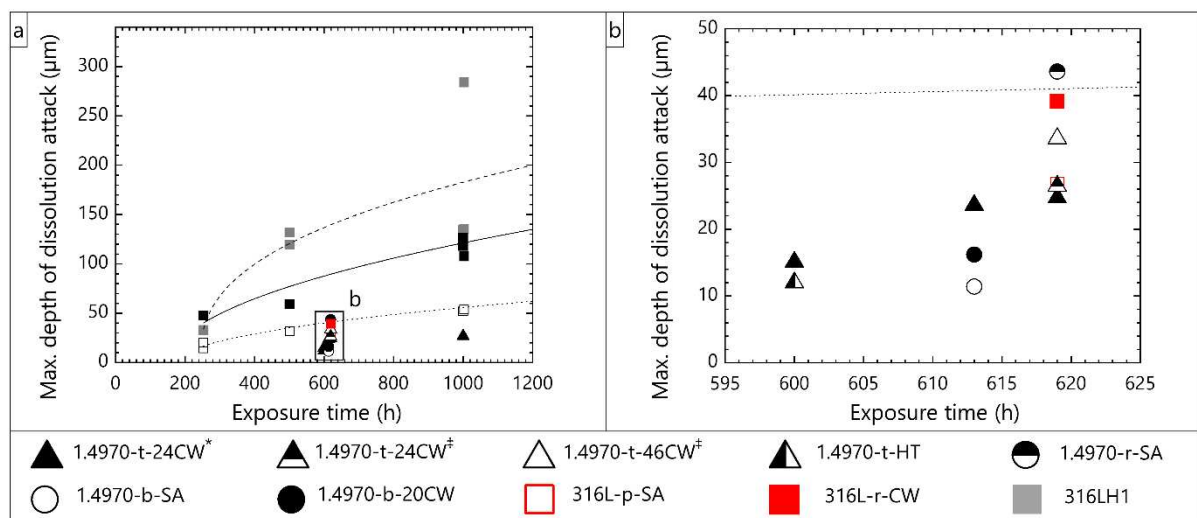 a
Max. depth of dissolution attack (µm)
300
250
200
150
100
50
0
b
0 200 400 600 800 1000 1200
Exposure time (h)
b
Max. depth of dissolution attack (µm)
50
40
30
20
10
0
595 600 605 610 615 620 625
Exposure time (h)
1.4970-t-24CW* 1.4970-t-24CW‡ 1.4970-t-46CW‡ 1.4970-t-HT 1.4970-r-SA
1.4970-b-SA 1.4970-b-20CW 316L-p-SA 316L-r-CW 316LH1